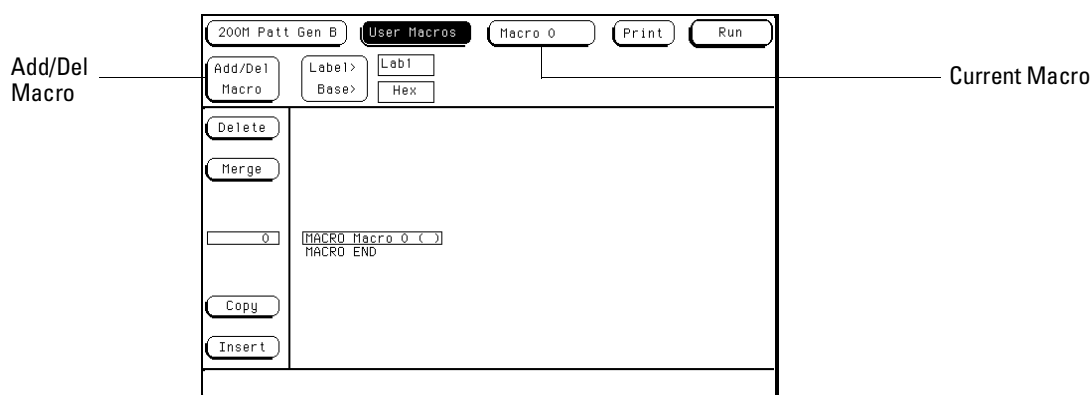 200M Patt Gen B User Macros Macro 0 Print Run
Add/Del
Macro
Add/Del
Macro
Label>
Base>
Lab1
Hex
Current Macro
Delete
Merge
0 MACRO Macro 0 ( )
MACRO END
Copy
Insert